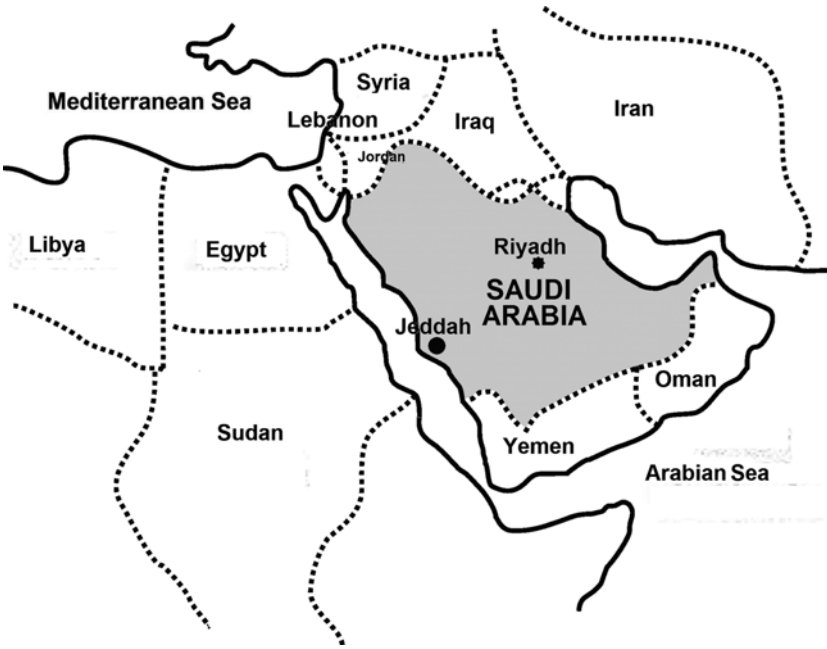 Syria
Mediterranean Sea
Lebanon
Iraq
Iran
Jordan
Libya
Egypt
Riyadh
SAUDI
ARABIA
Jeddah
Oman
Sudan
Yemen
Arabian Sea